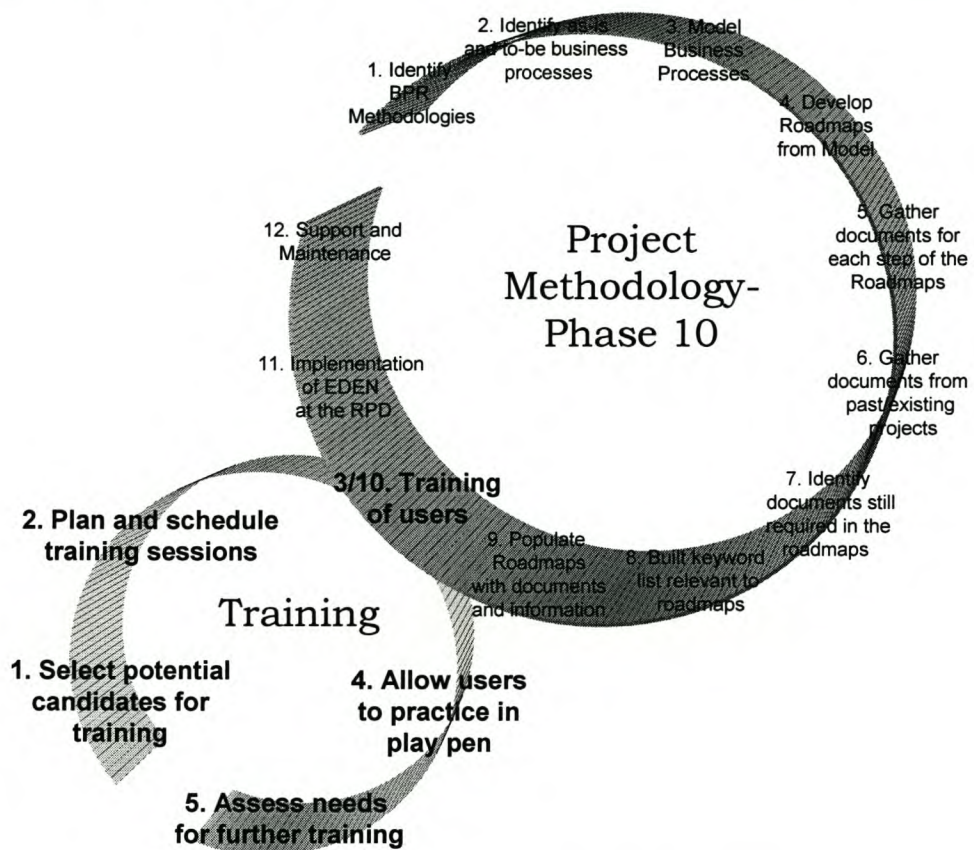 1. Identify
BPR
Methodologies
2. Identify as-is
and to-be business
processes
3. Model
Business
Processes
4. Develop
Roadmaps
from Model
5. Gather
documents for
each step of the
Roadmaps
6. Gather
documents from
past/existing
projects
7. Identify
documents still
required in the
roadmaps
8. Built keyword
list relevant to
roadmaps
9. Populate
Roadmaps
with documents
and information
3/10. Training
of users
11. Implementation
of EDEN
at the RPD
12. Support and
Maintenance
Project
Methodology-
Phase 10
Training
1. Select potential
candidates for
training
2. Plan and schedule
training sessions
4. Allow users
to practice in
play pen
5. Assess needs
for further training